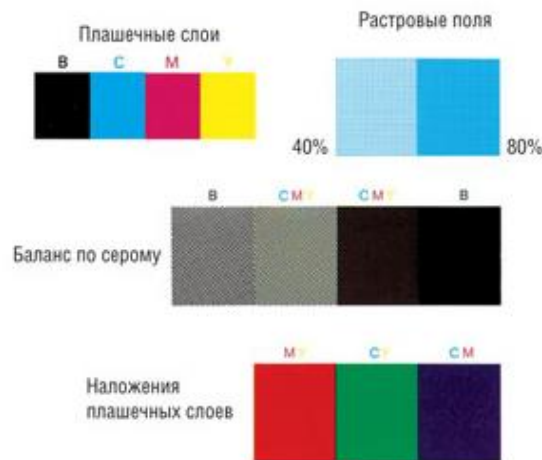 Плашечные слои
B C M Y
Растровые поля
40% 80%
B CMY CMY B
Баланс по серому
MY CY CM
Наложения
плашечных слоев